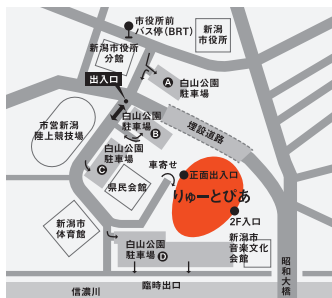 市役所前
バス停(BRT)
新潟
市役所
新潟市役所
分館
出入口
A
白山公園
駐車場
白山公園
駐車場
B
埋設道路
市営新潟
陸上競技場
白山公園
駐車場
C
車寄せ
正面出入口
りゅーとぴあ
県民会館
2F入口
新潟市
体育館
白山公園
駐車場
D
新潟市
音楽文化
会館
昭和大橋
臨時出口
信濃川